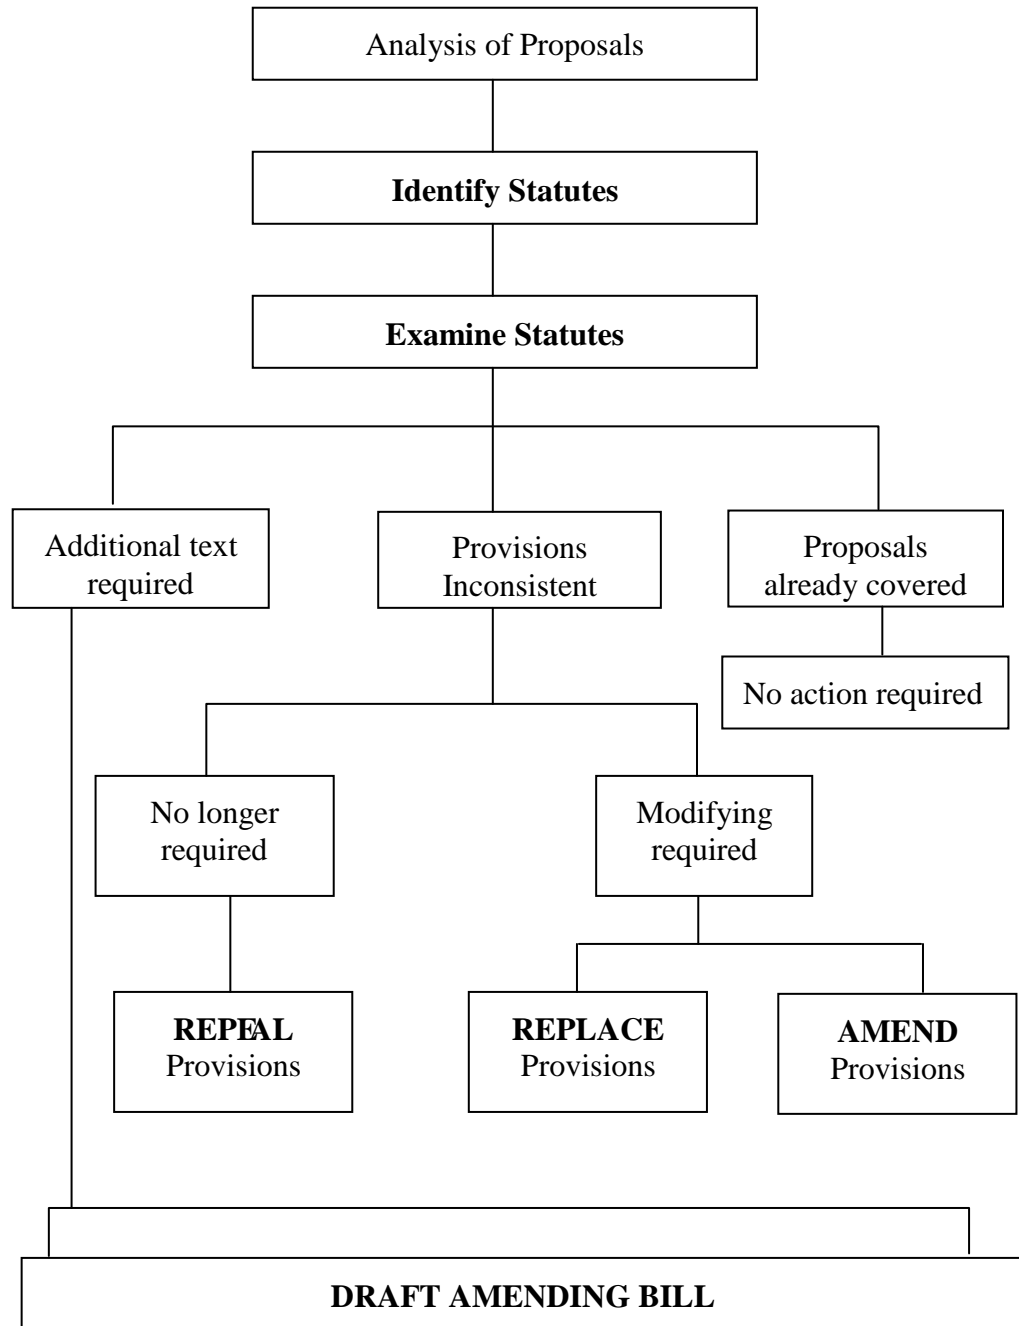 Analysis of Proposals
Identify Statutes
Examine Statutes
Additional text
required
Provisions
Inconsistent
Proposals
already covered
No action required
No longer
required
Modifying
required
REPEAL
Provisions
REPLACE
Provisions
AMEND
Provisions
DRAFT AMENDING BILL